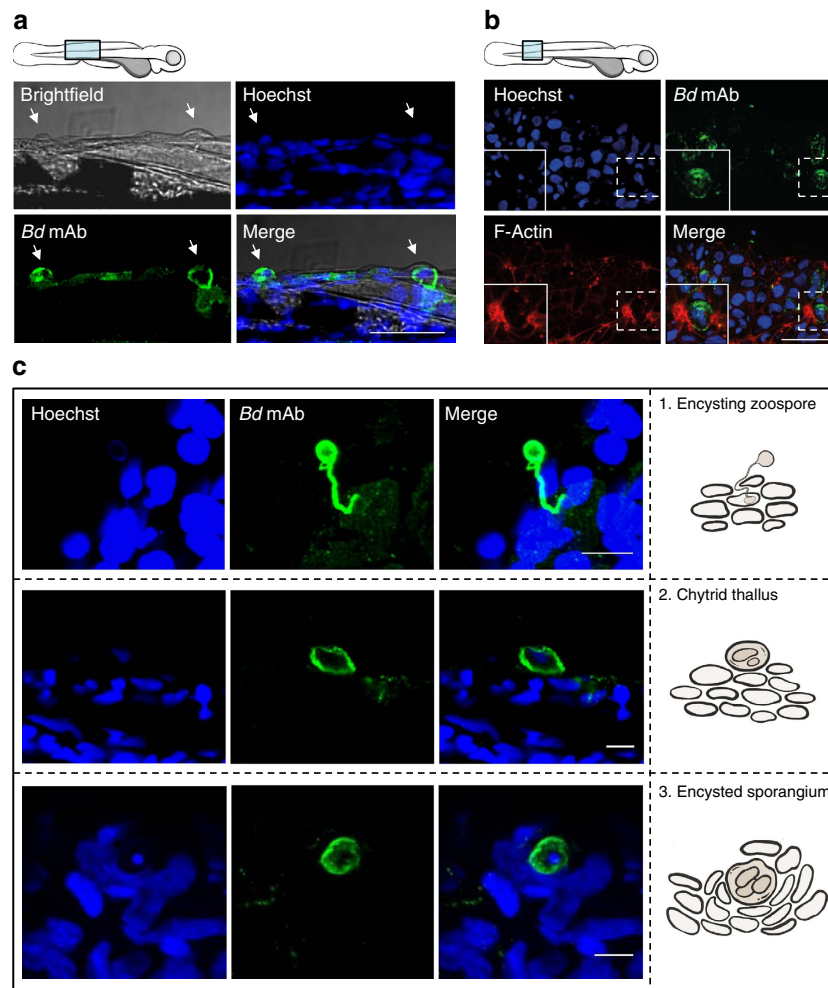 a
Brightfield
Hoechst
Bd mAb
Merge
b
Hoechst
Bd mAb
F-Actin
Merge
c
Hoechst
Bd mAb
Merge
1. Encysting zoospore
2. Chytrid thallus
3. Encysted sporangium